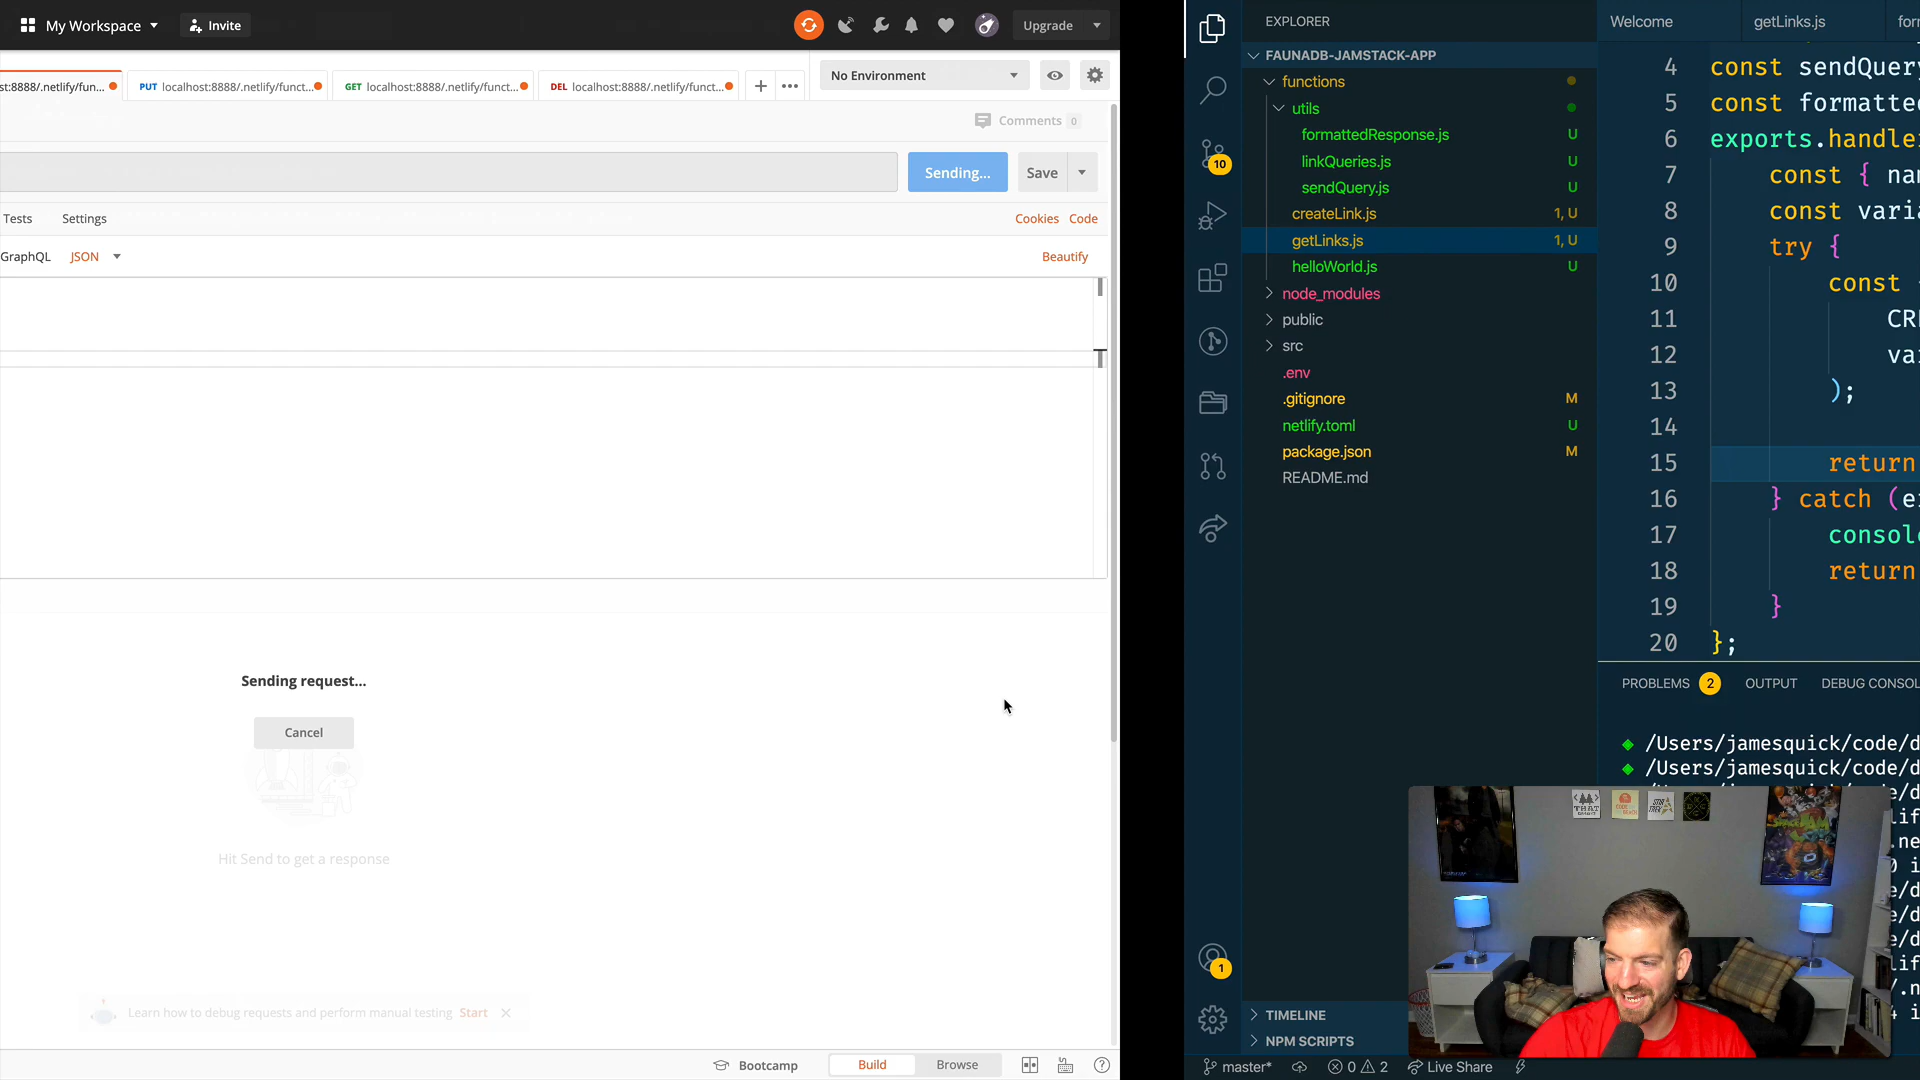 My Workspace
Invite
Upgrade
st:8888/.netlify/fun...
PUT localhost:8888/.netlify/funct...
GET localhost:8888/.netlify/funct...
DEL localhost:8888/.netlify/funct...
No Environment
Comments 0
Sending...
Save
Tests
Settings
Cookies
Code
GraphQL
JSON
Beautify
Sending request...
Cancel
Hit Send to get a response
Learn how to debug requests and perform manual testing Start
Bootcamp
Build
Browse
EXPLORER
FAUNADB-JAMSTACK-APP
functions
utils
formattedResponse.js U
linkQueries.js U
sendQuery.js U
createLink.js 1, U
getLinks.js 1, U
helloWorld.js U
node_modules
public
src
.env
.gitignore M
netlify.toml U
package.json M
README.md
10
1
TIMELINE
NPM SCRIPTS
master*
0 2
Live Share
Welcome
getLinks.js
for
4 const sendQuery
5 const formatted
6 exports.handle
7 const { nam
8 const varia
9 try {
10 const
11 CR
12 va
13 );
14
15 return
16 } catch (e
17 consol
18 return
19 }
20 };
PROBLEMS 2
OUTPUT
DEBUG CONSOL
/Users/jamesquick/code/d
/Users/jamesquick/code/d